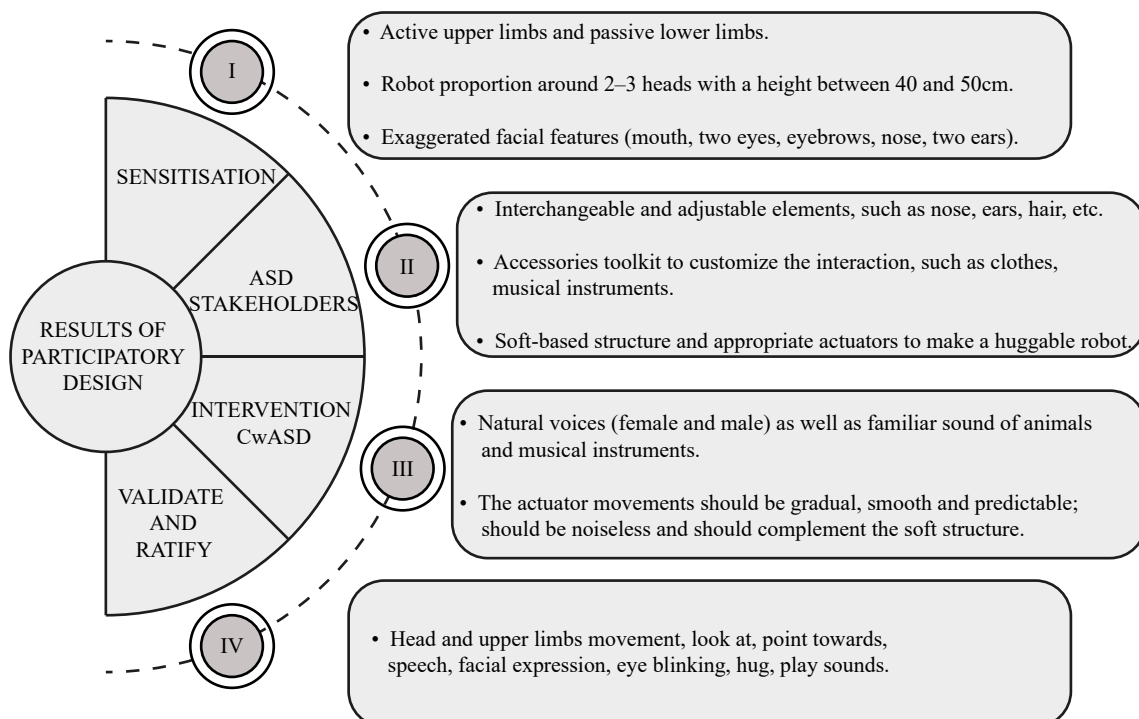 RESULTS OF
PARTICIPATORY
DESIGN
SENSITISATION
ASD
STAKEHOLDERS
INTERVENTION
CwASD
VALIDATE
AND
RATIFY
I
• Active upper limbs and passive lower limbs.
• Robot proportion around 2–3 heads with a height between 40 and 50cm.
• Exaggerated facial features (mouth, two eyes, eyebrows, nose, two ears).
II
• Interchangeable and adjustable elements, such as nose, ears, hair, etc.
• Accessories toolkit to customize the interaction, such as clothes,
musical instruments.
• Soft-based structure and appropriate actuators to make a huggable robot.
III
• Natural voices (female and male) as well as familiar sound of animals
and musical instruments.
• The actuator movements should be gradual, smooth and predictable;
should be noiseless and should complement the soft structure.
IV
• Head and upper limbs movement, look at, point towards,
speech, facial expression, eye blinking, hug, play sounds.